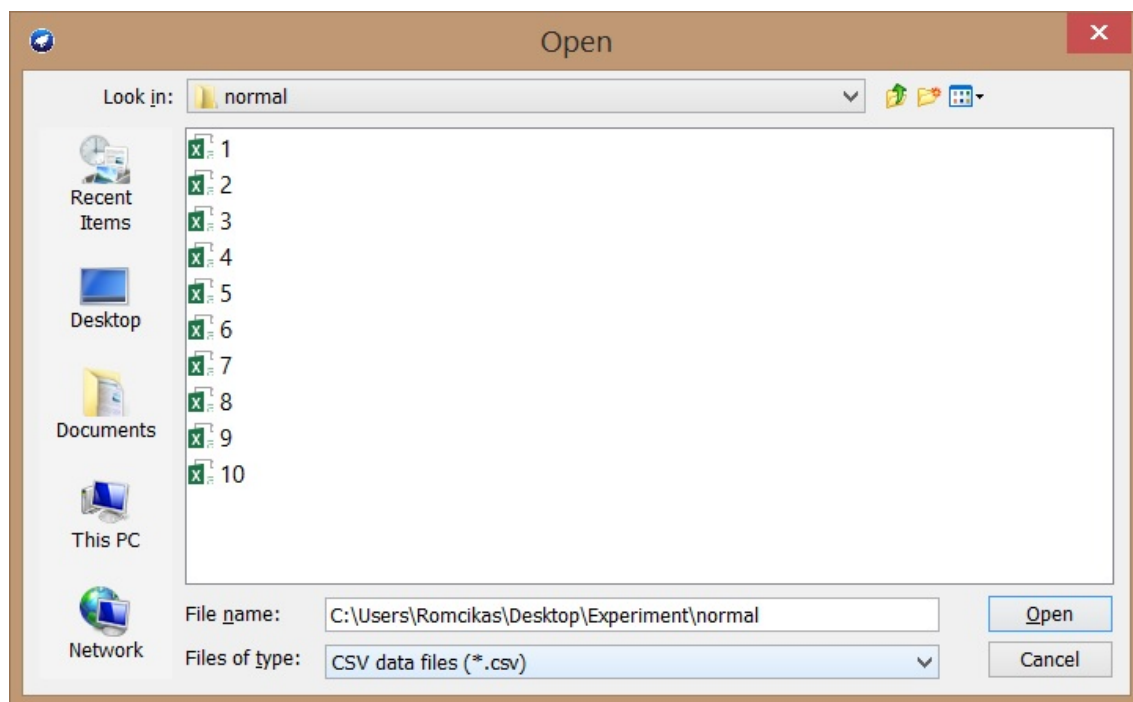 Open
Look in: normal
1
2
3
4
5
6
7
8
9
10
Recent
Items
Desktop
Documents
This PC
Network
File name: C:\Users\Romcikas\Desktop\Experiment\normal
Open
Files of type: CSV data files (*.csv)
Cancel